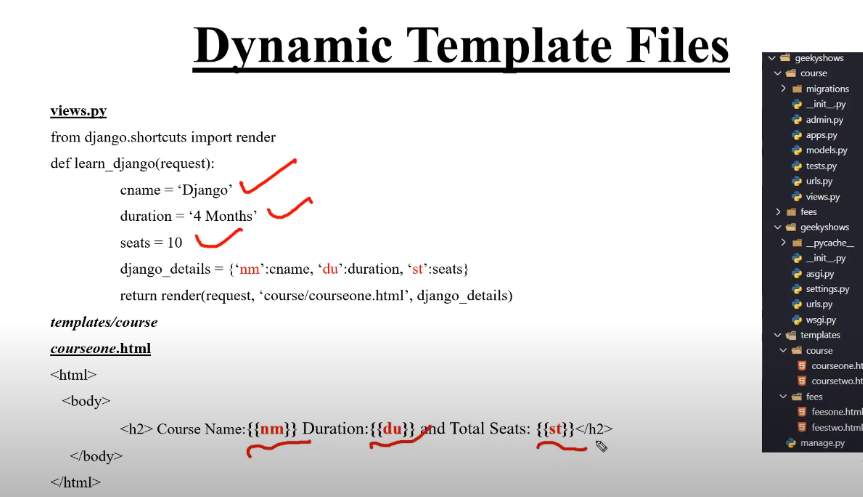 Dynamic Template Files
views.py
from django.shortcuts import render
def learn_django(request):
cname = ‘Django’
duration = ‘4 Months’
seats = 10
django_details = {‘nm’:cname, ‘du’:duration, ‘st’:seats}
return render(request, ‘course/courseone.html’, django_details)
templates/course
courseone.html
<html>
<body>
<h2> Course Name:{{nm}} Duration:{{du}} and Total Seats: {{st}}</h2>
</body>
</html>
geekyshows
course
migrations
__init__.py
admin.py
apps.py
models.py
tests.py
urls.py
views.py
fees
geekyshows
__pycache__
__init__.py
asgi.py
settings.py
urls.py
wsgi.py
templates
course
courseone.ht
coursetwo.ht
fees
feesone.html
feestwo.html
manage.py